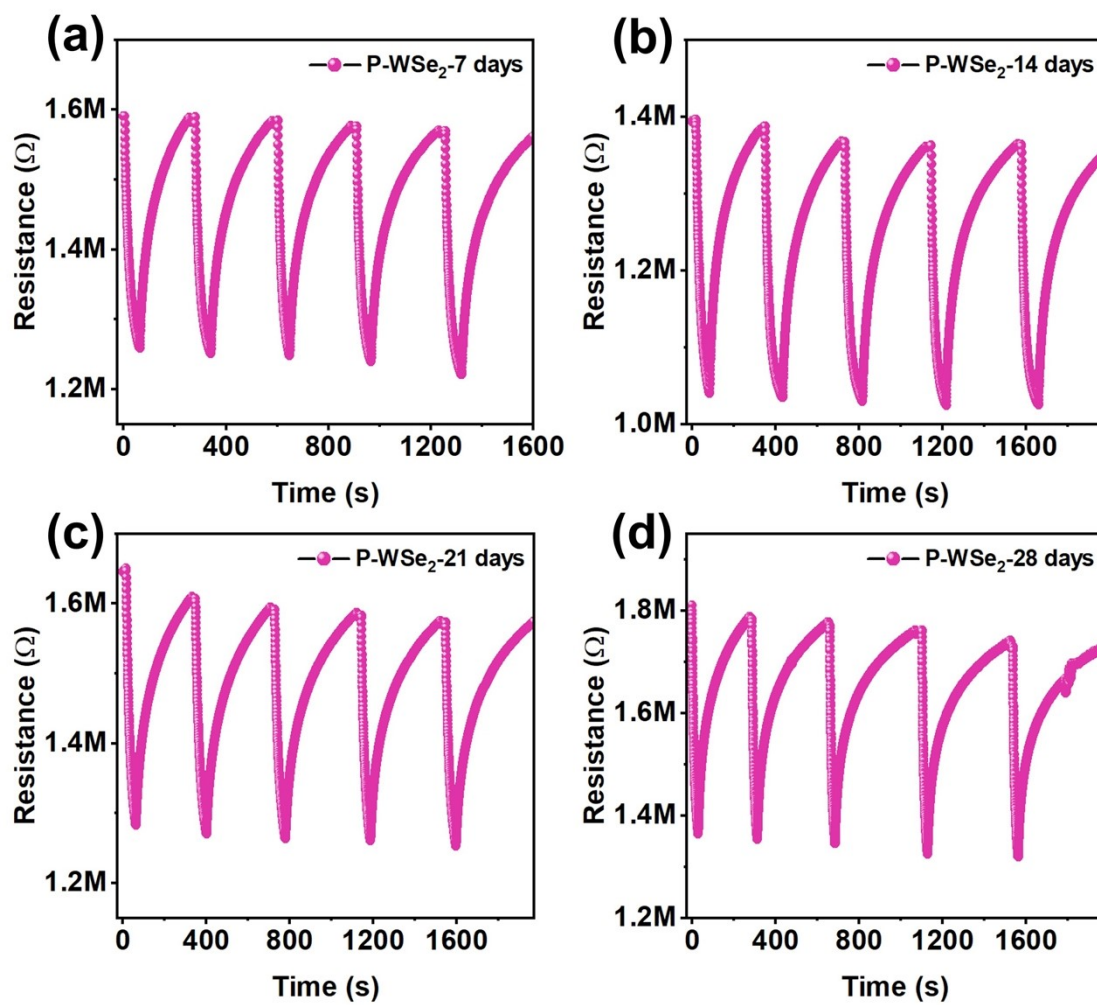 (a)
P-WSe₂-7 days
Resistance (Ω)
1.6M
1.4M
1.2M
0 400 800 1200 1600
Time (s)
(b)
P-WSe₂-14 days
Resistance (Ω)
1.4M
1.2M
1.0M
0 400 800 1200 1600
Time (s)
(c)
P-WSe₂-21 days
Resistance (Ω)
1.6M
1.4M
1.2M
0 400 800 1200 1600
Time (s)
(d)
P-WSe₂-28 days
Resistance (Ω)
1.8M
1.6M
1.4M
1.2M
0 400 800 1200 1600
Time (s)